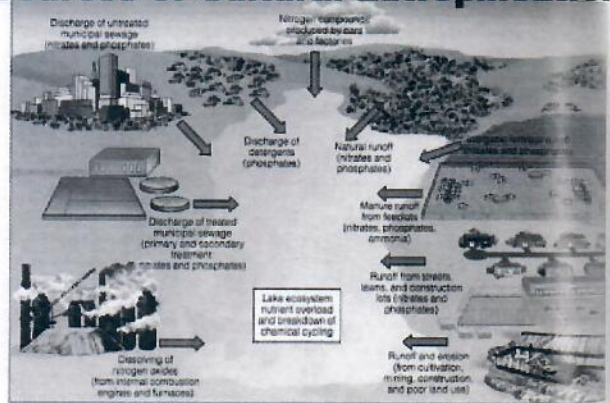 Discharge of untreated
municipal sewage
(nitrates and phosphates)
Nitrogen compounds
produced by cars
and factories
Discharge of
detergents
(phosphates)
Natural runoff
(nitrates and
phosphates)
Manure runoff
from feedlots
(nitrates, phosphates,
ammonia)
Discharge of treated
municipal sewage
(primary and secondary
treatment
nitrates and phosphates)
Runoff from streets,
lawns, and construction
lots (nitrates and
phosphates)
Lake ecosystem
nutrient overload
and breakdown of
chemical cycling
Dissolving of
nitrogen oxides
(from internal combustion
engines and furnaces)
Runoff and erosion
(from cultivation,
mining, construction,
and poor land use)